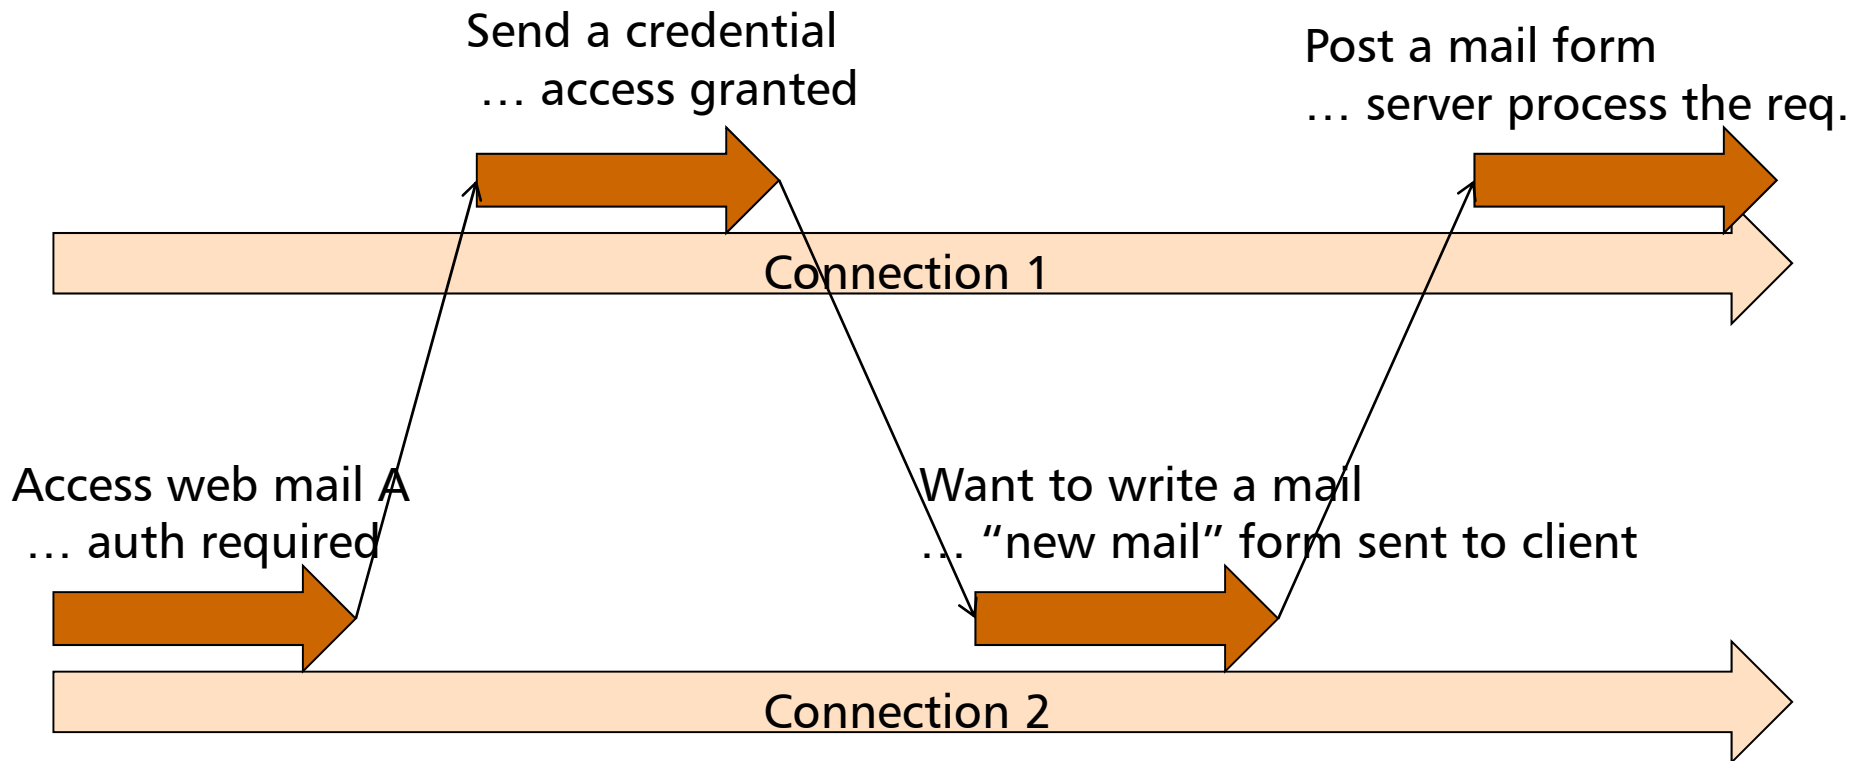 Send a credential
… access granted
Post a mail form
… server process the req.
Connection 1
Access web mail A
… auth required
Want to write a mail
… “new mail” form sent to client
Connection 2